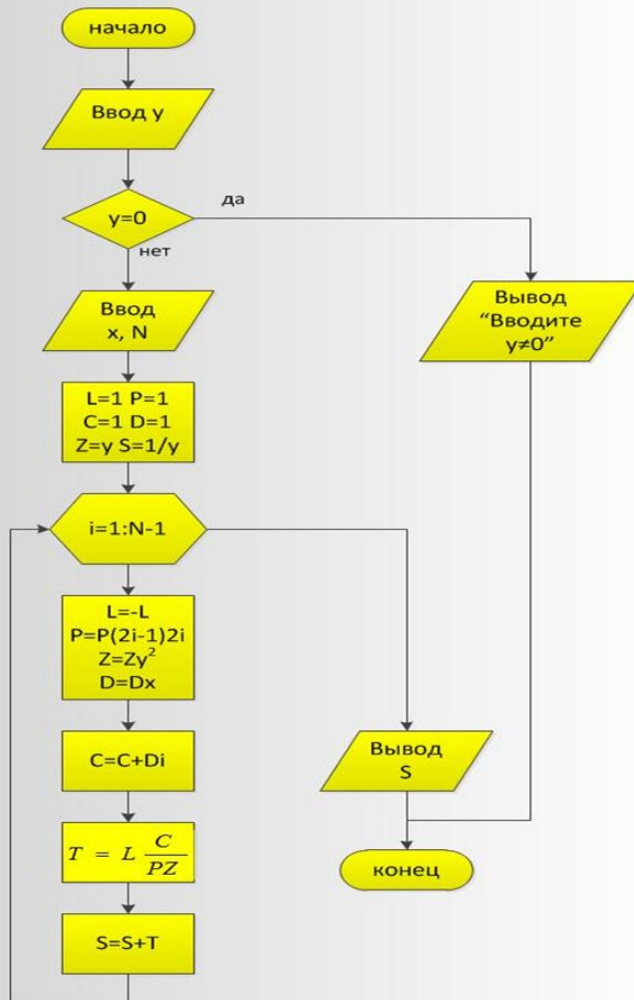 начало
Ввод y
y=0
да
нет
Ввод
x, N
Вывод
“Вводите
y≠0”
L=1 P=1
C=1 D=1
Z=y S=1/y
i=1:N-1
L=-L
P=P(2i-1)2i
Z=Zy²
D=Dx
C=C+Di
Вывод
S
T = L C/PZ
конец
S=S+T